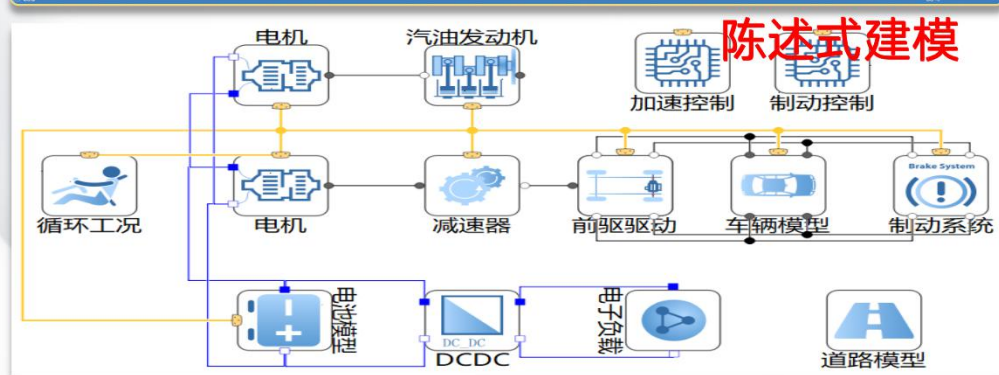 陈述式建模
电机
汽油发动机
加速控制
制动控制
循环工况
电机
减速器
前驱驱动
车辆模型
Brake System
制动系统
电池模型
DC_DC
DCDC
电子负载
道路模型